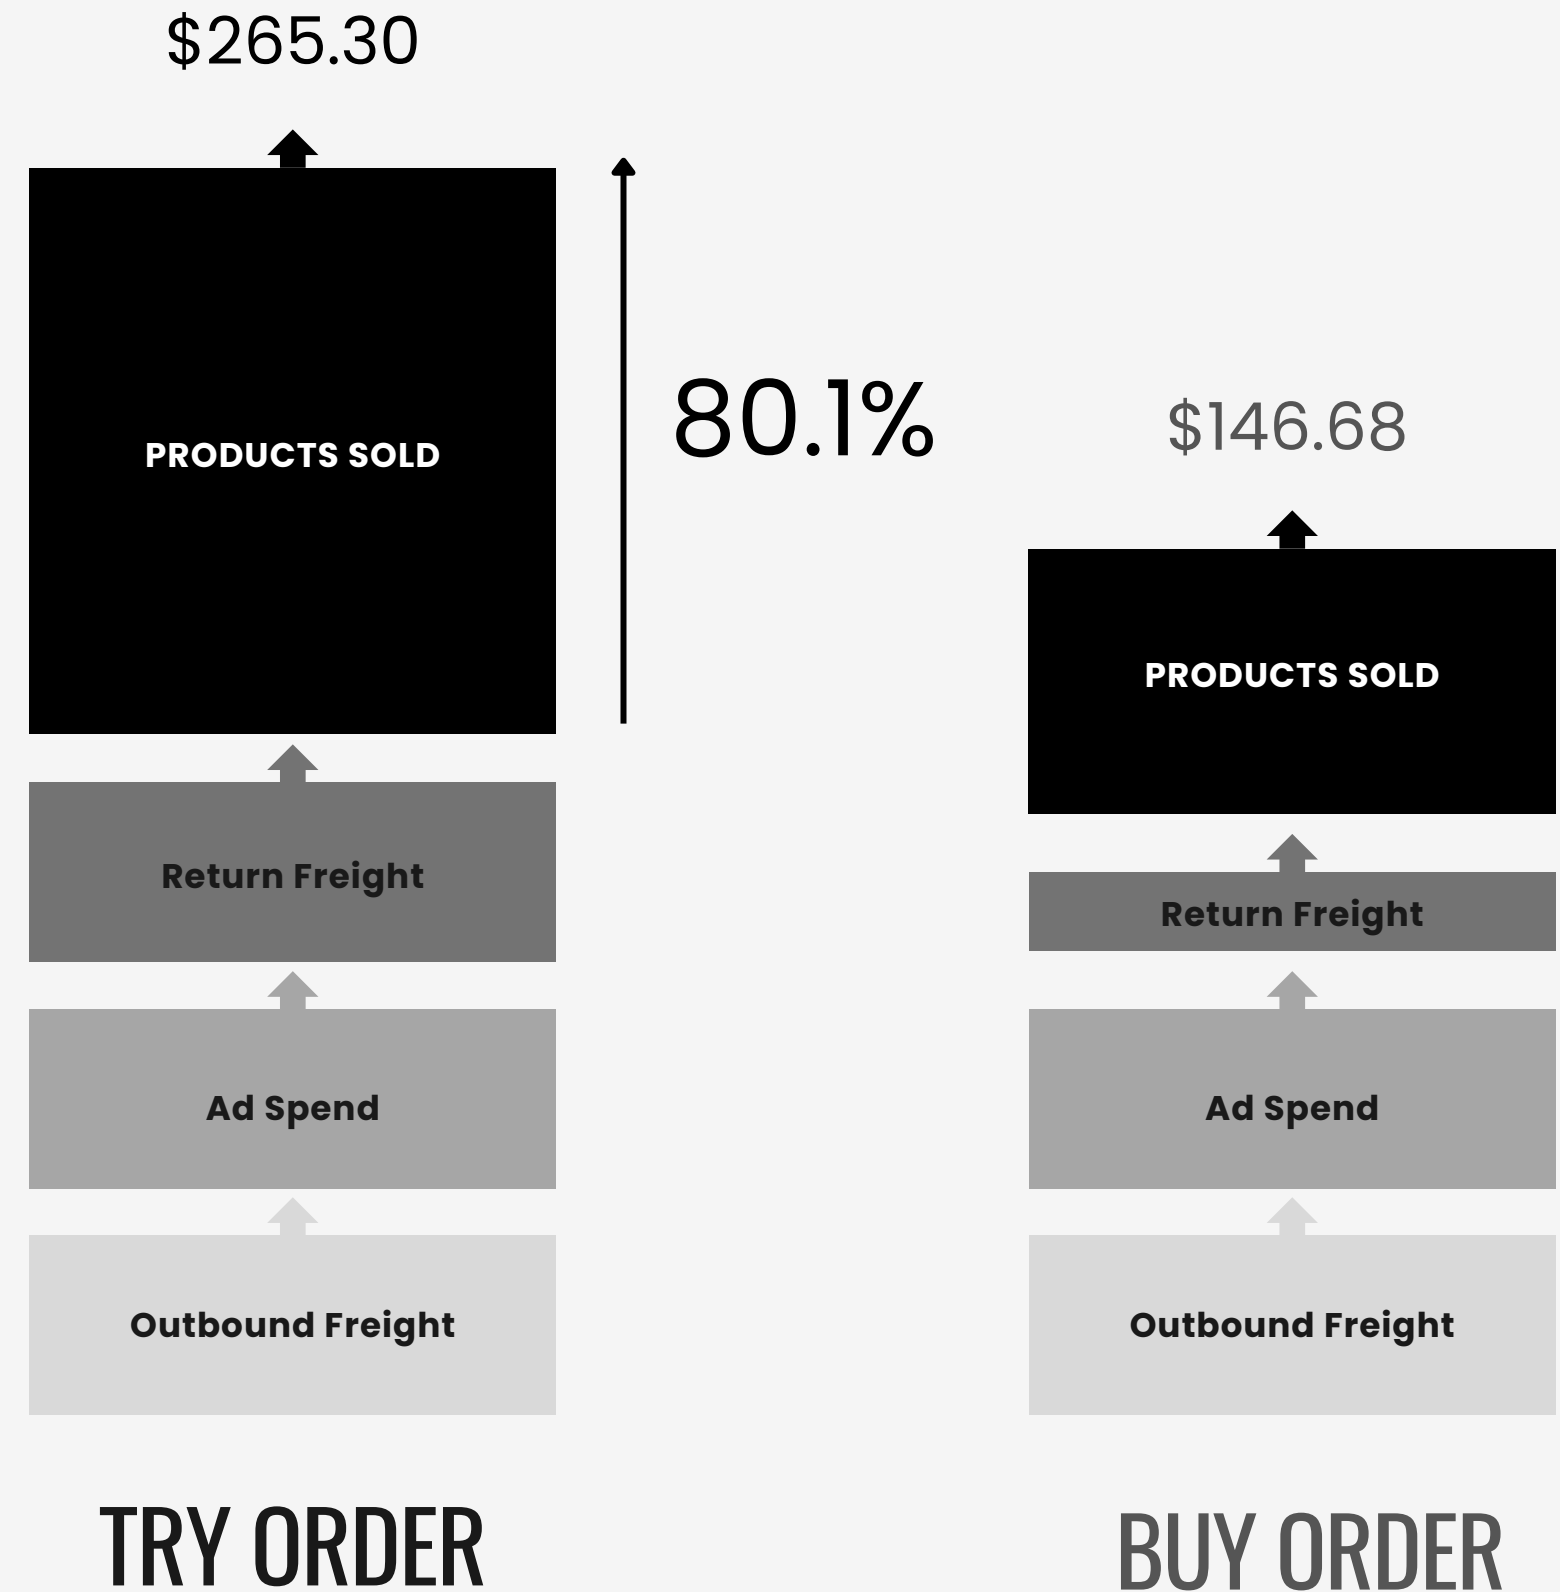 $265.30
PRODUCTS SOLD
Return Freight
Ad Spend
Outbound Freight
TRY ORDER
80.1%
$146.68
PRODUCTS SOLD
Return Freight
Ad Spend
Outbound Freight
BUY ORDER